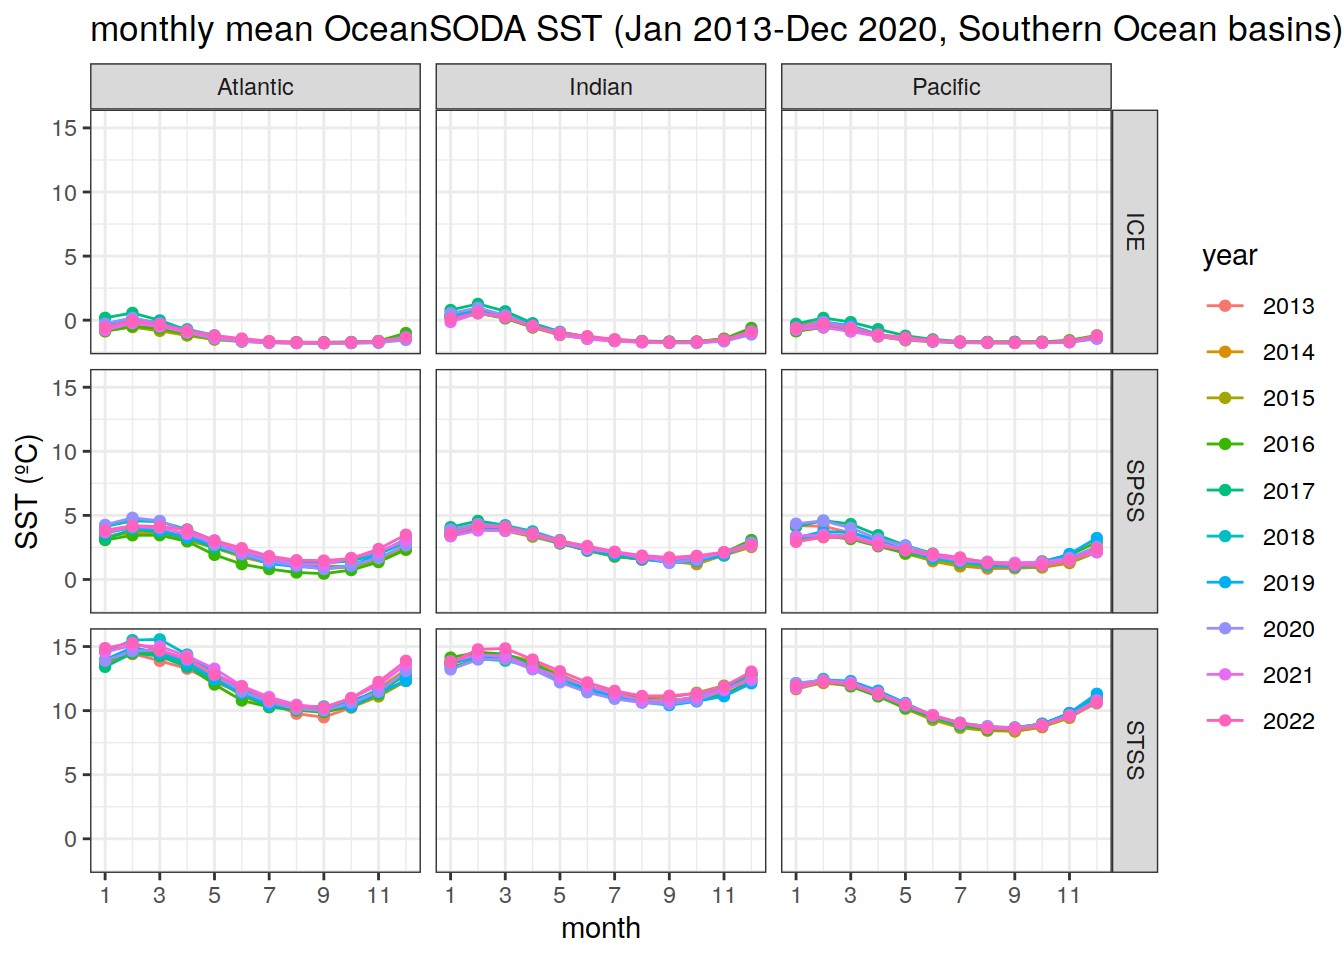 monthly mean OceanSODA SST (Jan 2013-Dec 2020, Southern Ocean basins)
Atlantic
Indian
Pacific
15
10
5
0
ICE
15
10
5
0
SPSS
15
10
5
0
STSS
SST (ºC)
1 3 5 7 9 11
1 3 5 7 9 11
1 3 5 7 9 11
month
year
2013
2014
2015
2016
2017
2018
2019
2020
2021
2022